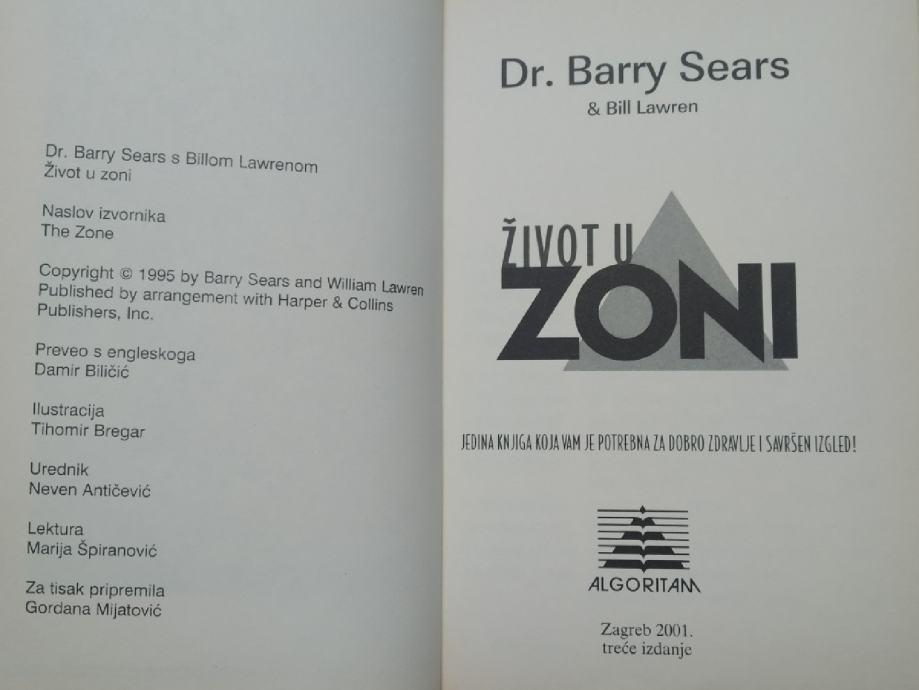 Dr. Barry Sears s Billom Lawrenom
Život u zoni
Naslov izvornika
The Zone
Copyright © 1995 by Barry Sears and William Lawren
Published by arrangement with Harper & Collins
Publishers, Inc.
Preveo s engleskoga
Damir Biličić
Ilustracija
Tihomir Bregar
Urednik
Neven Antičević
Lektura
Marija Špiranović
Za tisak pripremila
Gordana Mijatović
Dr. Barry Sears
& Bill Lawren
ŽIVOT U
ZONI
JEDINA KNJIGA KOJA VAM JE POTREBNA ZA DOBRO ZDRAVLJE I SAVRŠEN IZGLED!
ALGORITAM
Zagreb 2001.
treće izdanje